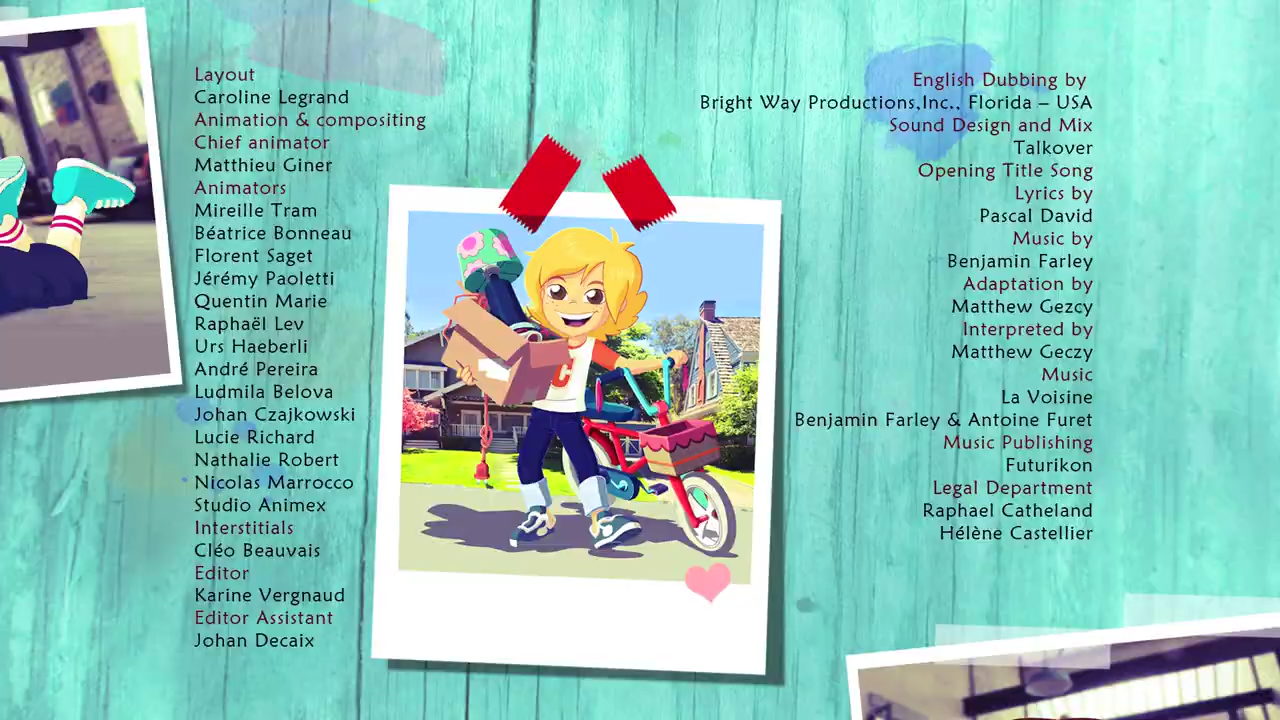 Layout
Caroline Legrand
Animation & compositing
Chief animator
Matthieu Giner
Animators
Mireille Tram
Béatrice Bonneau
Florent Saget
Jérémy Paoletti
Quentin Marie
Raphaël Lev
Urs Haeberli
André Pereira
Ludmila Belova
Johan Czajkowski
Lucie Richard
Nathalie Robert
Nicolas Marrocco
Studio Animex
Interstitials
Cléo Beauvais
Editor
Karine Vergnaud
Editor Assistant
Johan Decaix
C
English Dubbing by
Bright Way Productions,Inc., Florida – USA
Sound Design and Mix
Talkover
Opening Title Song
Lyrics by
Pascal David
Music by
Benjamin Farley
Adaptation by
Matthew Gezcy
Interpreted by
Matthew Geczy
Music
La Voisine
Benjamin Farley & Antoine Furet
Music Publishing
Futurikon
Legal Department
Raphael Catheland
Hélène Castellier